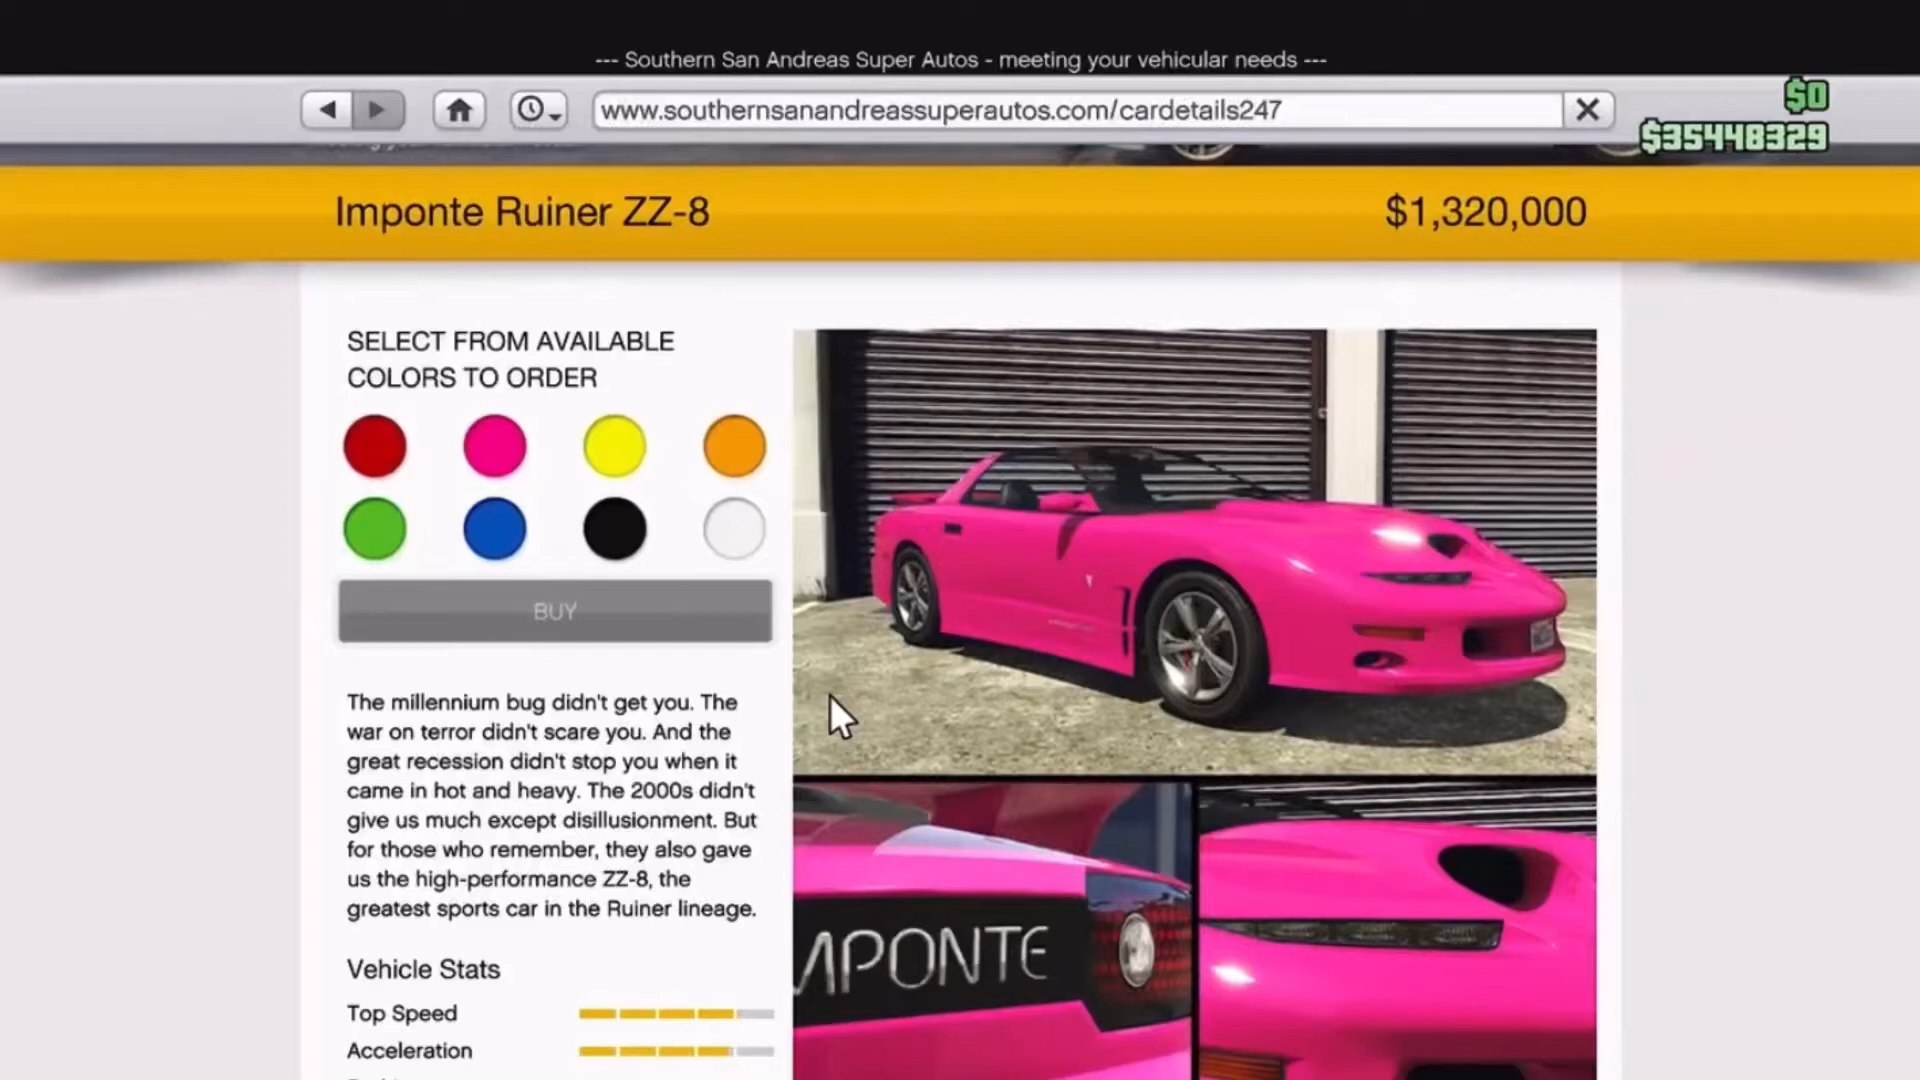 --- Southern San Andreas Super Autos - meeting your vehicular needs ---
www.southernsanandreassuperautos.com/cardetails247
$0
$35448329
Imponte Ruiner ZZ-8
$1,320,000
SELECT FROM AVAILABLE
COLORS TO ORDER
BUY
The millennium bug didn't get you. The
war on terror didn't scare you. And the
great recession didn't stop you when it
came in hot and heavy. The 2000s didn't
give us much except disillusionment. But
for those who remember, they also gave
us the high-performance ZZ-8, the
greatest sports car in the Ruiner lineage.
MPONTE
Vehicle Stats
Top Speed
Acceleration